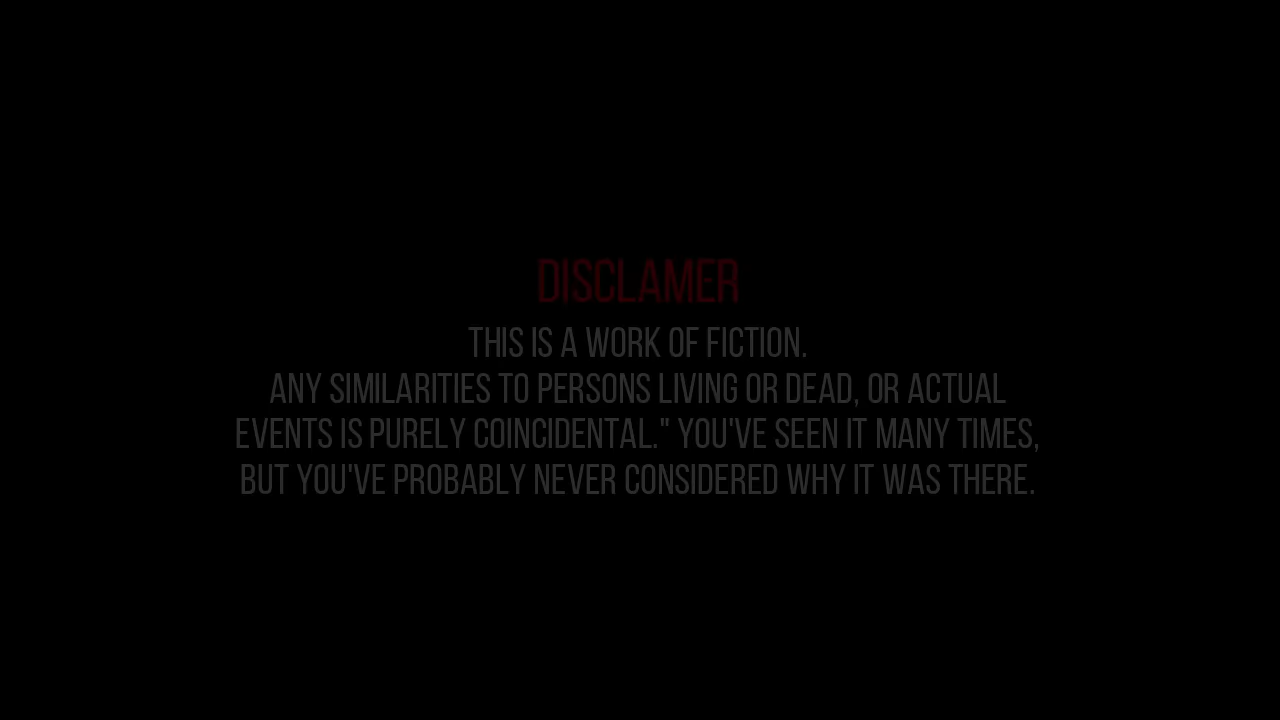 DISCLAMER
THIS IS A WORK OF FICTION.
ANY SIMILARITIES TO PERSONS LIVING OR DEAD, OR ACTUAL
EVENTS IS PURELY COINCIDENTAL." YOU'VE SEEN IT MANY TIMES,
BUT YOU'VE PROBABLY NEVER CONSIDERED WHY IT WAS THERE.